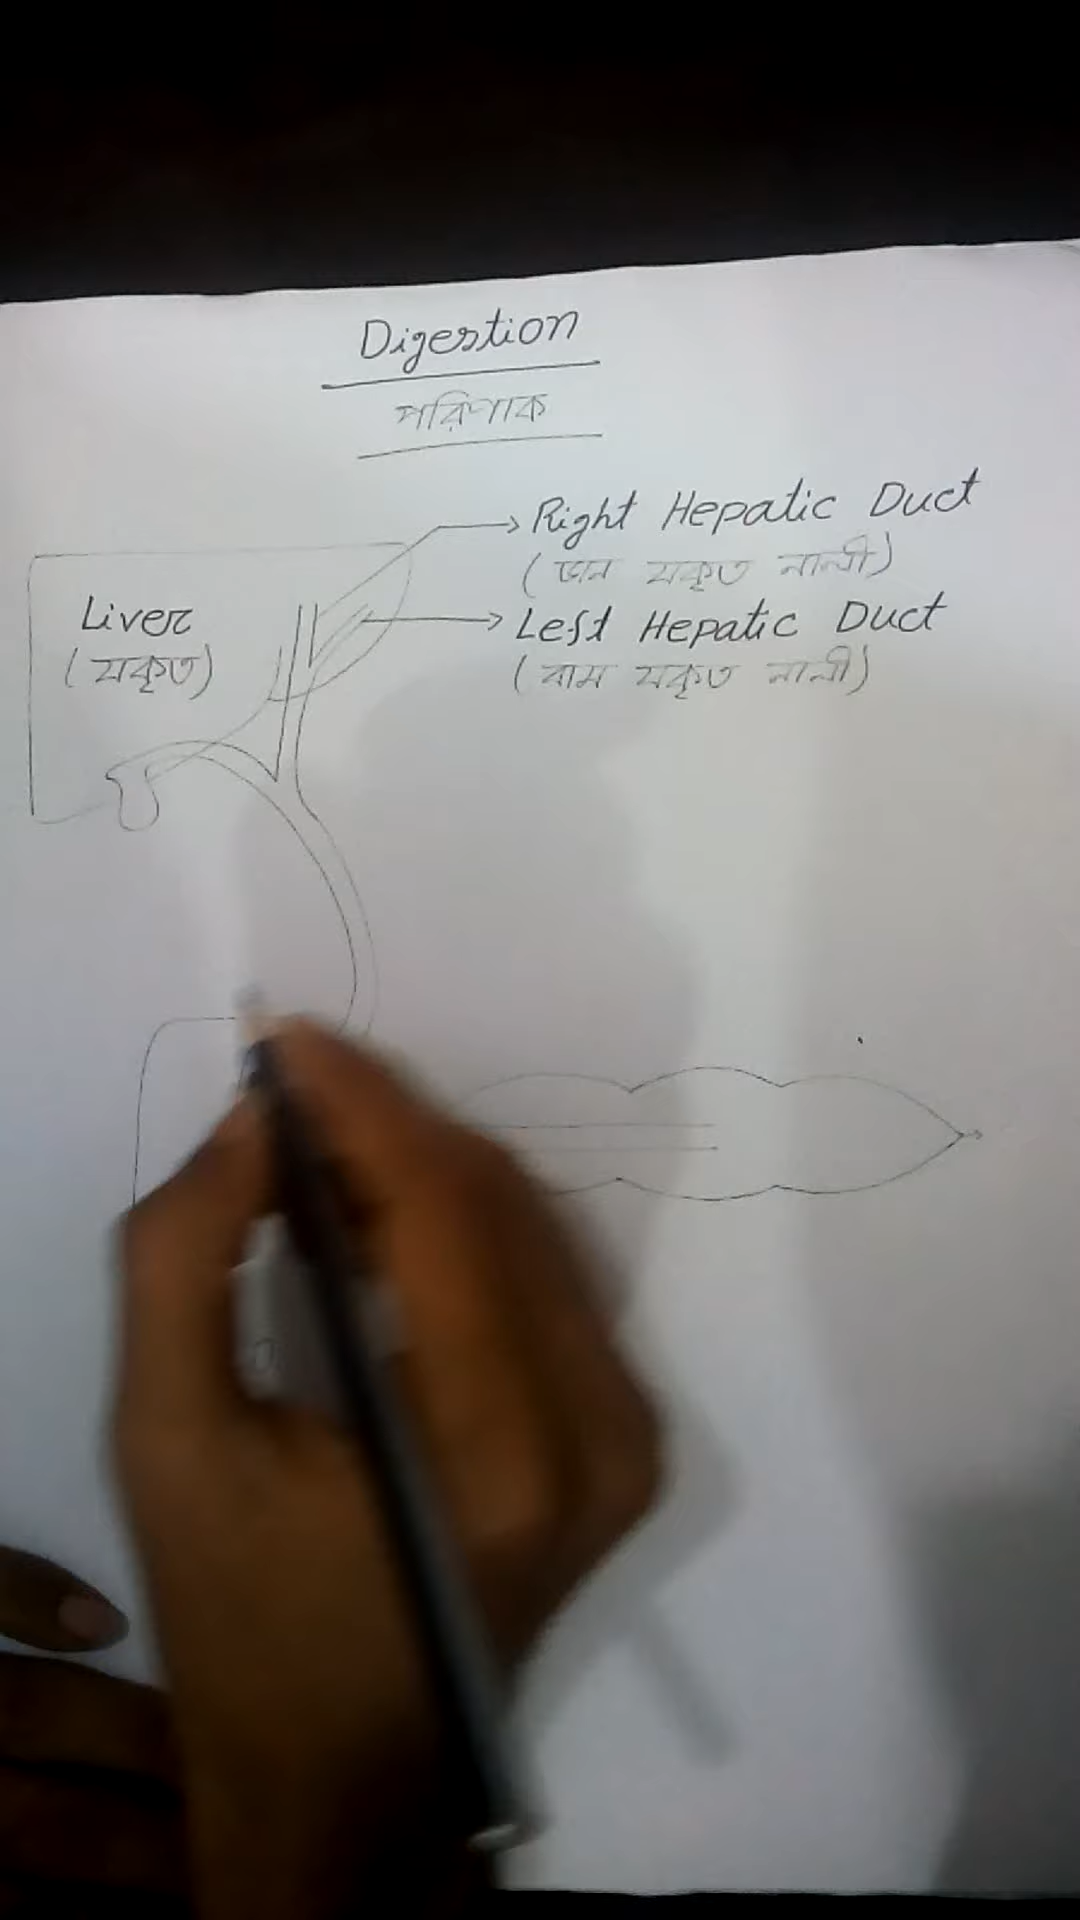 Digestion
পরিপাক
Right Hepatic Duct
(ডান যকৃত নালী)
Left Hepatic Duct
(বাম যকৃত নালী)
Liver
(যকৃত)